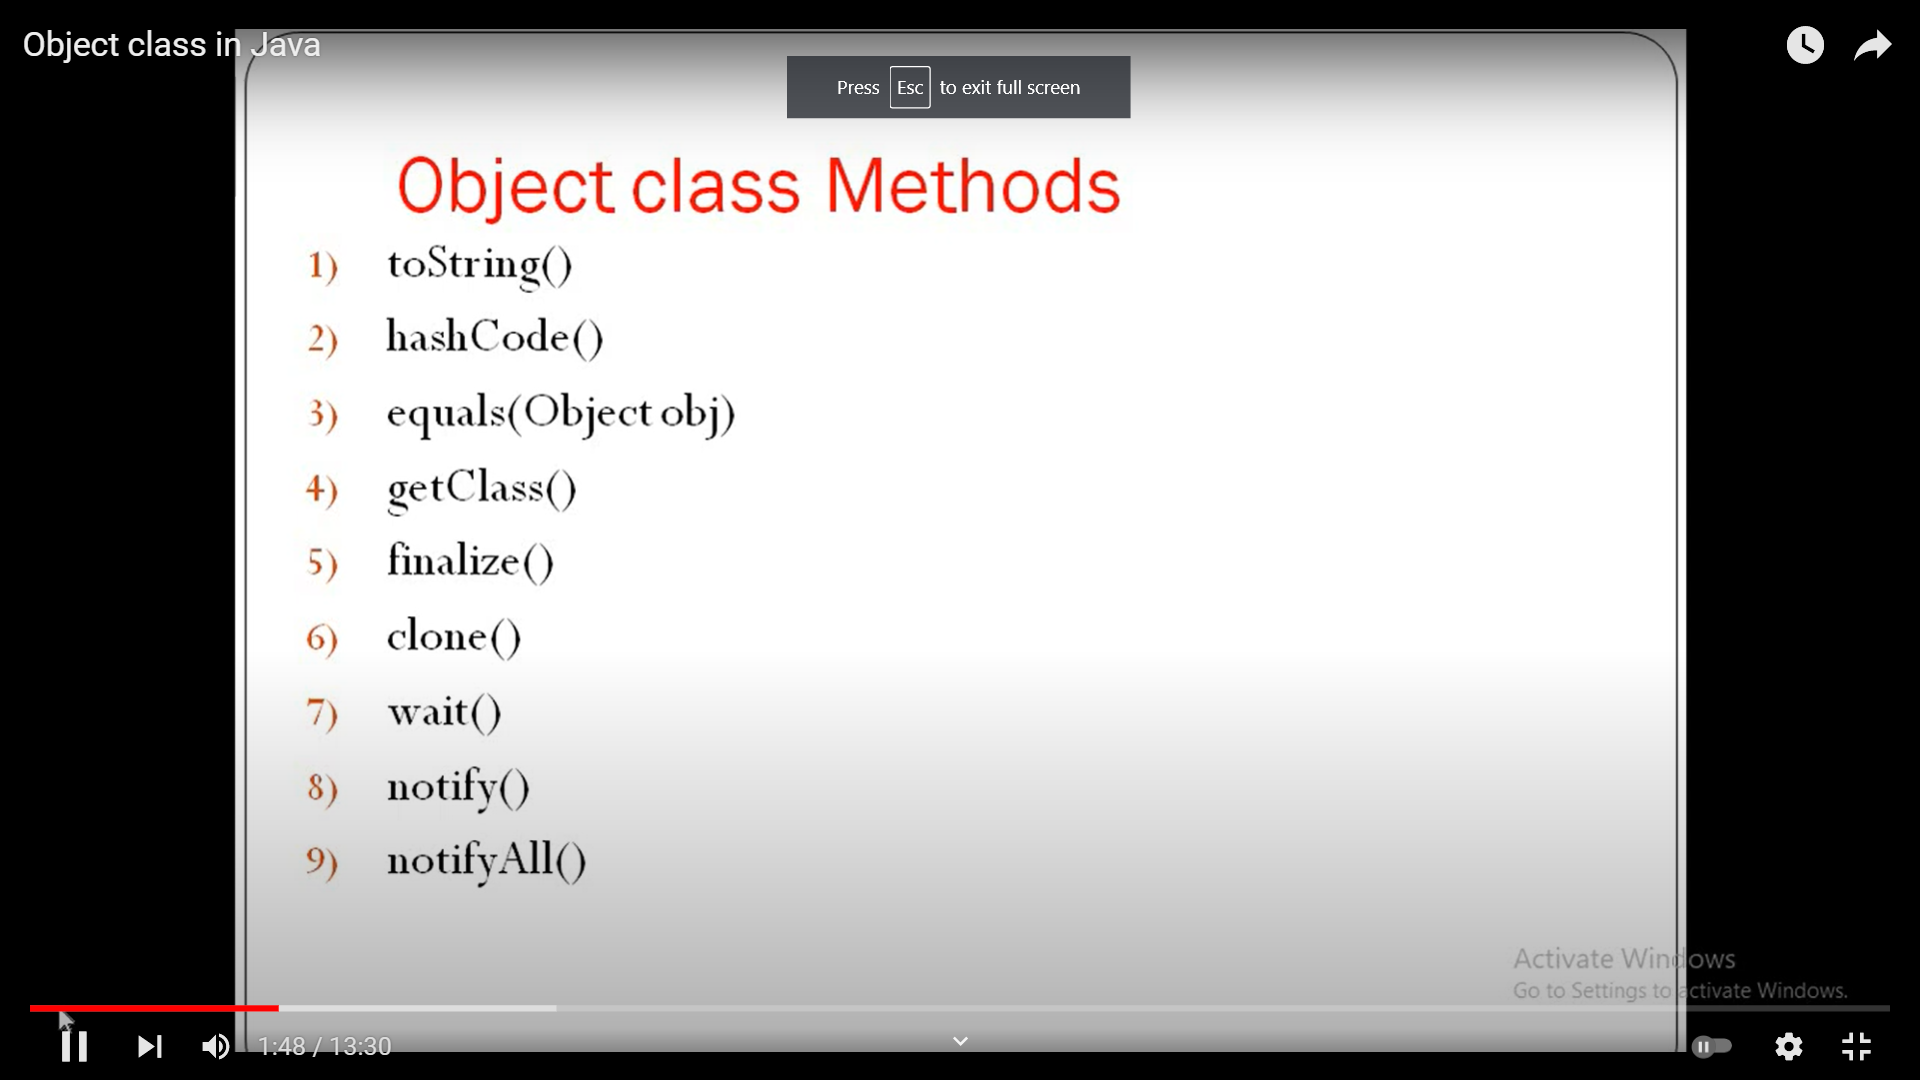 Object class in Java
Press Esc to exit full screen
Object class Methods
1) toString()
2) hashCode()
3) equals(Object obj)
4) getClass()
5) finalize()
6) clone()
7) wait()
8) notify()
9) notifyAll()
Activate Windows
Go to Settings to activate Windows.
1:48 / 13:30